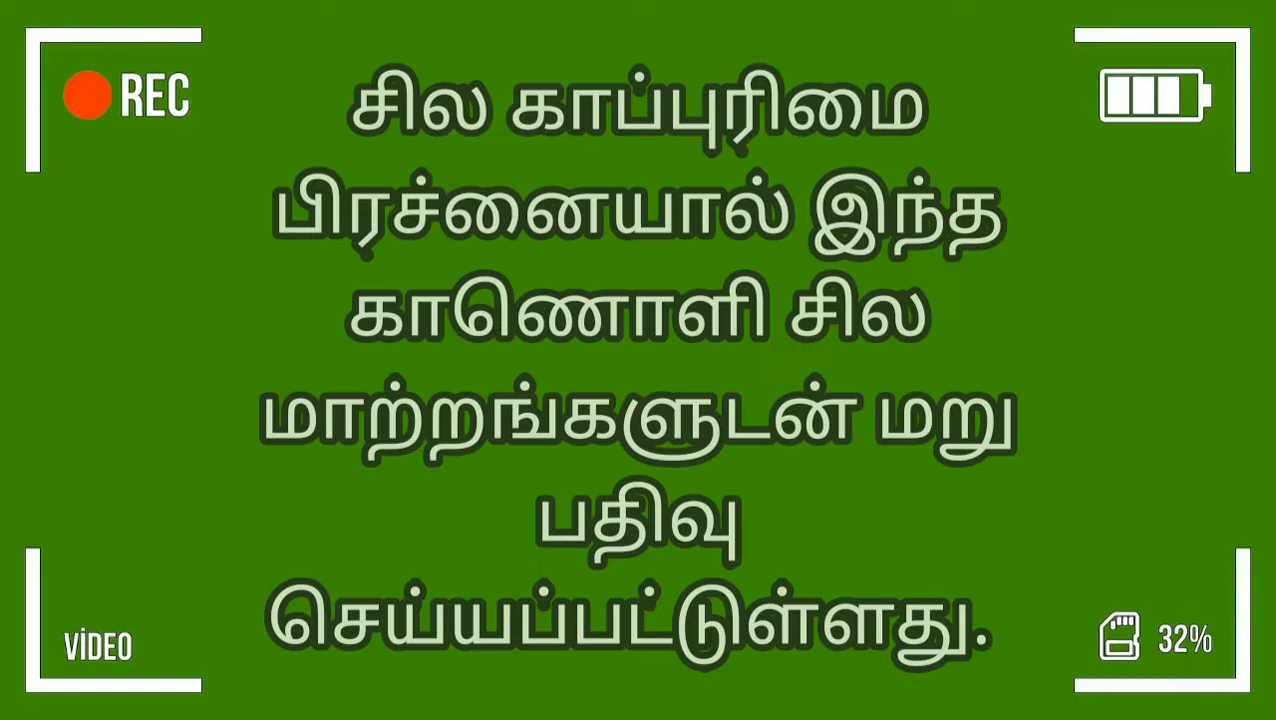 REC
சில காப்புரிமை
பிரச்னையால் இந்த
காணொளி சில
மாற்றங்களுடன் மறு
பதிவு
செய்யப்பட்டுள்ளது.
VİDEO
32%